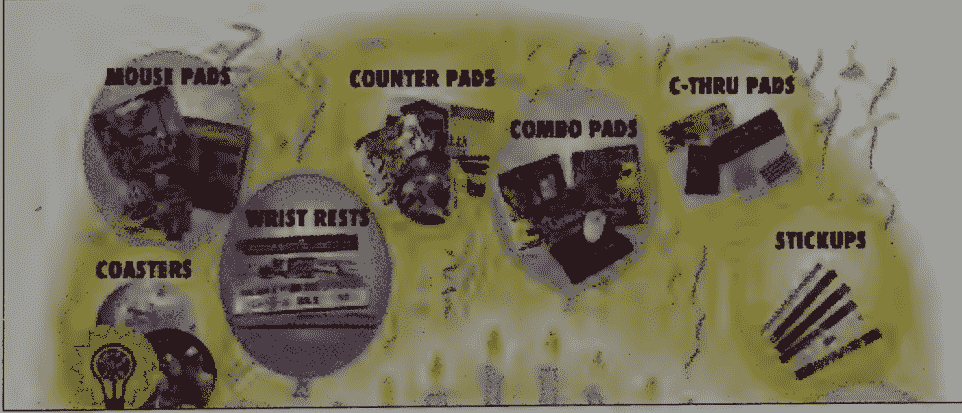 MOUSE PADS
COUNTER PADS
C-THRU PADS
COMBO PADS
WRIST RESTS
STICKUPS
COASTERS